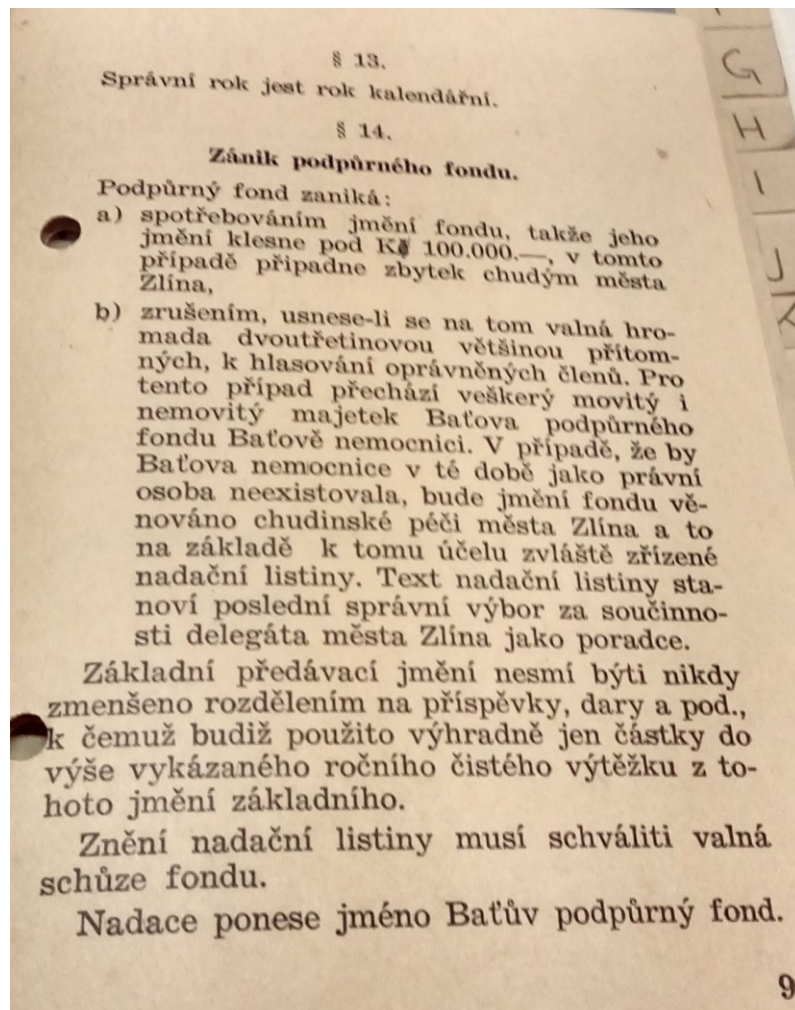 § 13.
Správní rok jest rok kalendářní.
§ 14.
Zánik podpůrného fondu.
Podpůrný fond zaniká:
a) spotřebováním jmění fondu, takže jeho
jmění klesne pod Kč 100.000.—, v tomto
případě připadne zbytek chudým města
Zlína,
b) zrušením, usnese-li se na tom valná hro-
mada dvoutřetinovou většinou přítom-
ných, k hlasování oprávněných členů. Pro
tento případ přechází veškerý movitý i
nemovitý majetek Baťova podpůrného
fondu Baťově nemocnici. V případě, že by
Baťova nemocnice v té době jako právní
osoba neexistovala, bude jmění fondu vě-
nováno chudinské péči města Zlína a to
na základě k tomu účelu zvláště zřízené
nadační listiny. Text nadační listiny sta-
noví poslední správní výbor za součinno-
sti delegáta města Zlína jako poradce.
Základní předávací jmění nesmí býti nikdy
zmenšeno rozdělením na příspěvky, dary a pod.,
k čemuž budiž použito výhradně jen částky do
výše vykázaného ročního čistého výtěžku z to-
hoto jmění základního.
Znění nadační listiny musí schváliti valná
schůze fondu.
Nadace ponese jméno Baťův podpůrný fond.
9
G
H
I
J
K